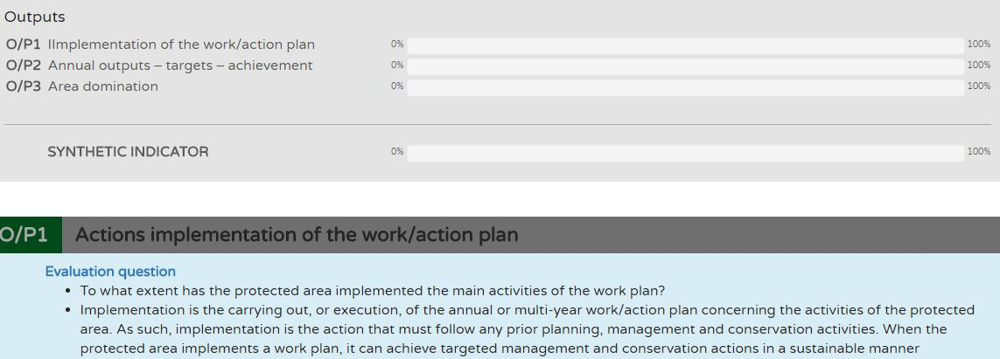 Outputs
O/P1 IImplementation of the work/action plan 0% 100%
O/P2 Annual outputs – targets – achievement 0% 100%
O/P3 Area domination 0% 100%
SYNTHETIC INDICATOR 0% 100%
O/P1 Actions implementation of the work/action plan
Evaluation question
• To what extent has the protected area implemented the main activities of the work plan?
• Implementation is the carrying out, or execution, of the annual or multi-year work/action plan concerning the activities of the protected
area. As such, implementation is the action that must follow any prior planning, management and conservation activities. When the
protected area implements a work plan, it can achieve targeted management and conservation actions in a sustainable manner